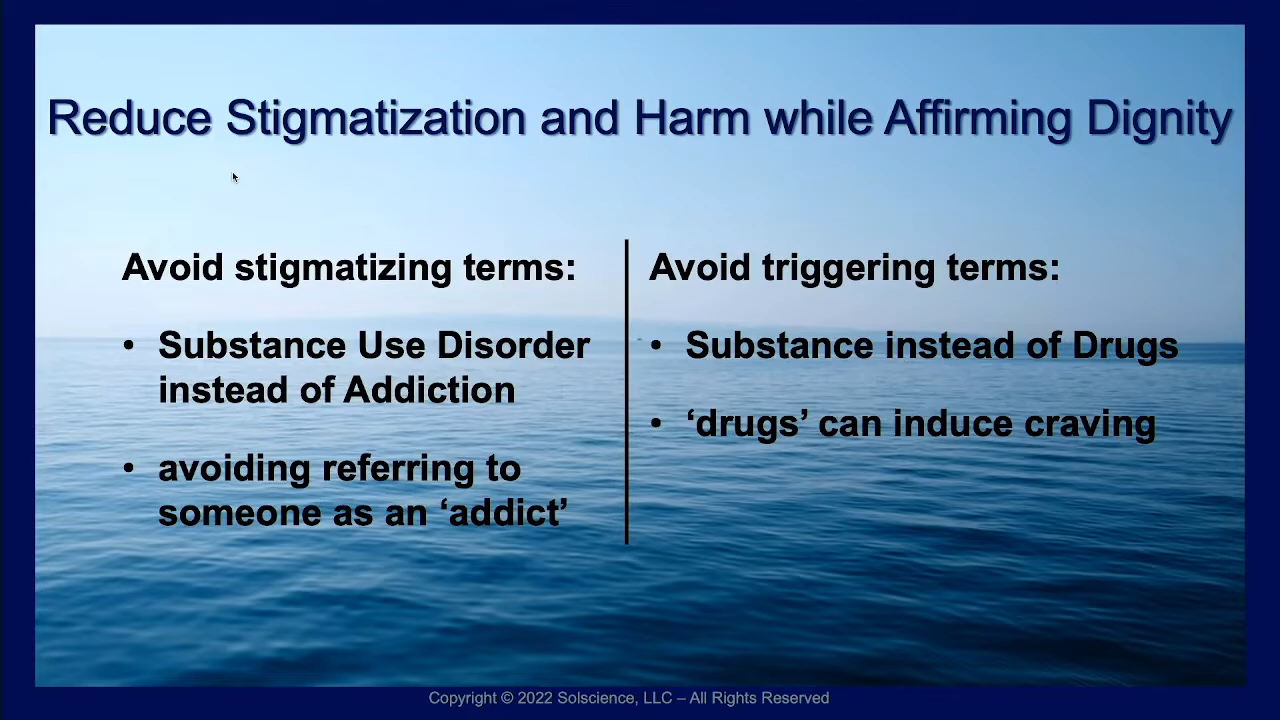 Reduce Stigmatization and Harm while Affirming Dignity
Avoid stigmatizing terms:
• Substance Use Disorder
instead of Addiction
• avoiding referring to
someone as an ‘addict’
Avoid triggering terms:
• Substance instead of Drugs
• ‘drugs’ can induce craving
Copyright © 2022 Solscience, LLC – All Rights Reserved